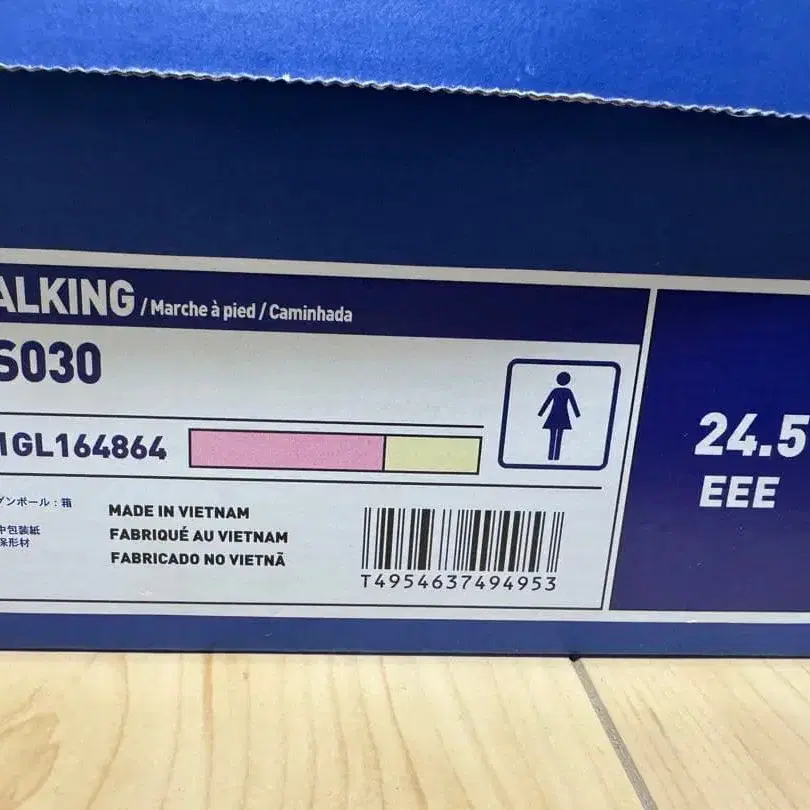 ALKING / Marche à pied / Caminhada
S030
1GL164864
24.5
EEE
ンボール：箱
中包装紙
保形材
MADE IN VIETNAM
FABRIQUÉ AU VIETNAM
FABRICADO NO VIETNÃ
T4954637494953